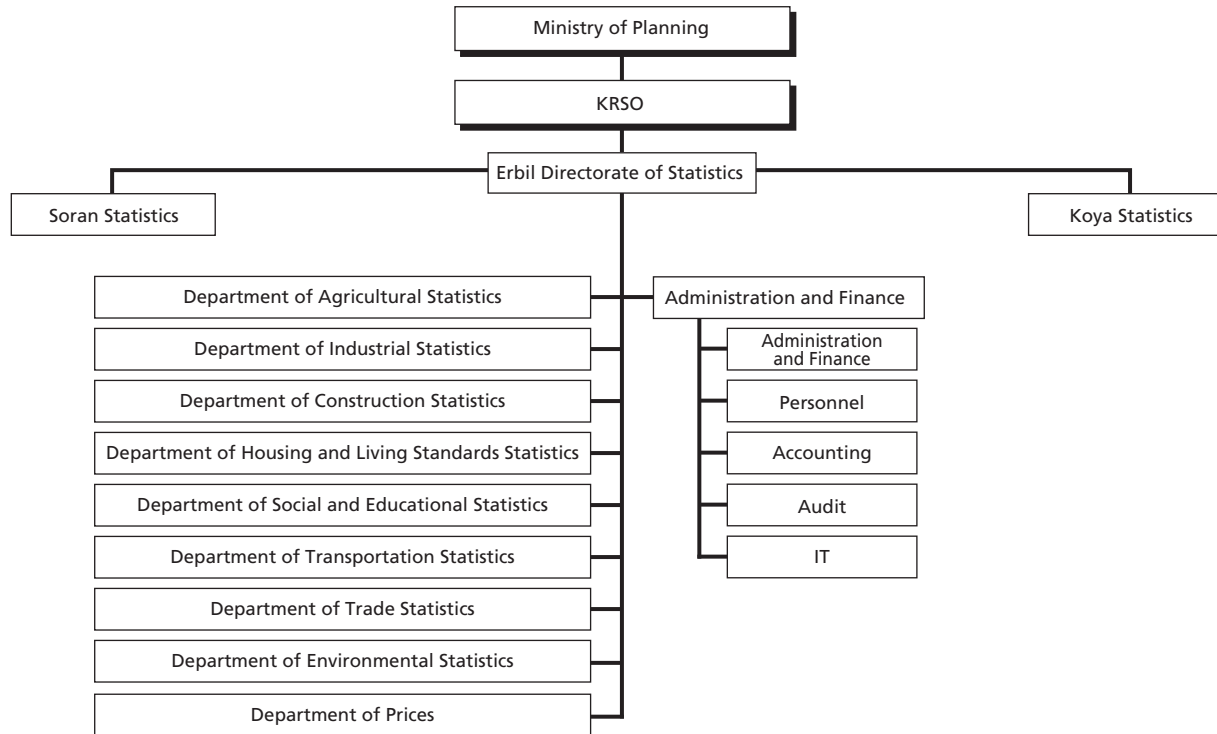 Ministry of Planning
KRSO
Erbil Directorate of Statistics
Soran Statistics
Koya Statistics
Department of Agricultural Statistics
Department of Industrial Statistics
Department of Construction Statistics
Department of Housing and Living Standards Statistics
Department of Social and Educational Statistics
Department of Transportation Statistics
Department of Trade Statistics
Department of Environmental Statistics
Department of Prices
Administration and Finance
Administration
and Finance
Personnel
Accounting
Audit
IT